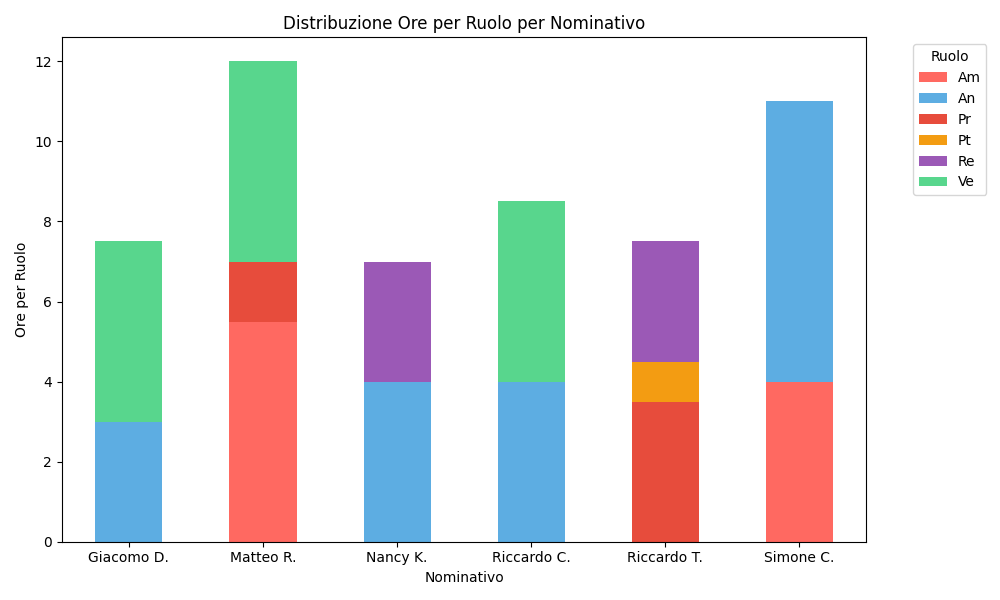 Distribuzione Ore per Ruolo per Nominativo
Ruolo
Am
An
Pr
Pt
Re
Ve
Ore per Ruolo
12
10
8
6
4
2
0
Giacomo D. Matteo R. Nancy K. Riccardo C. Riccardo T. Simone C.
Nominativo